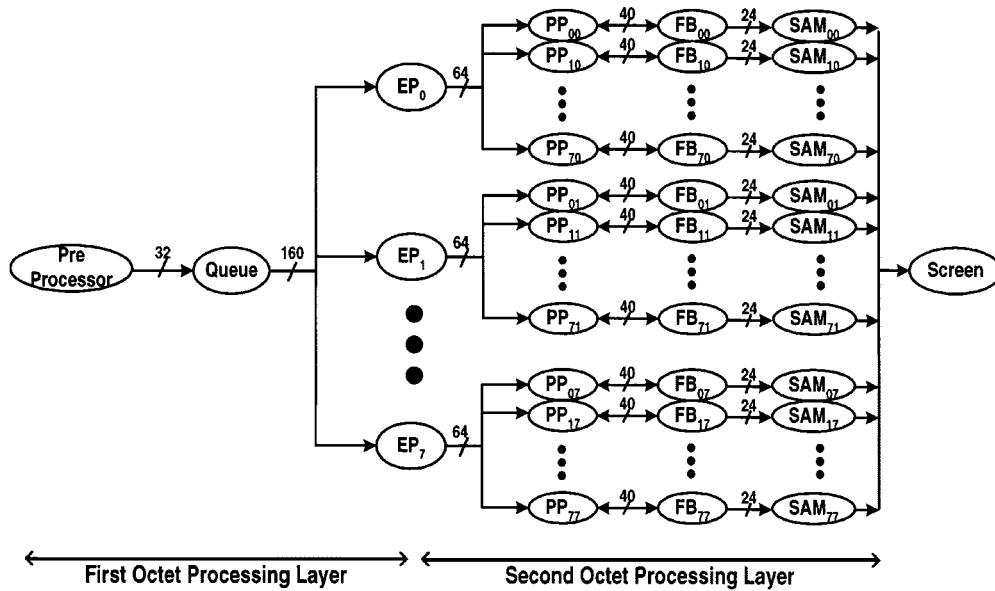 40 24
PP00 FB00 SAM00
40 24
PP10 FB10 SAM10
64
EP0
40 24
PP70 FB70 SAM70
40 24
PP01 FB01 SAM01
40 24
PP11 FB11 SAM11
32 160 64
Pre
Processor Queue EP1 Screen
40 24
PP71 FB71 SAM71
40 24
PP07 FB07 SAM07
40 24
PP17 FB17 SAM17
64
EP7
40 24
PP77 FB77 SAM77
First Octet Processing Layer Second Octet Processing Layer